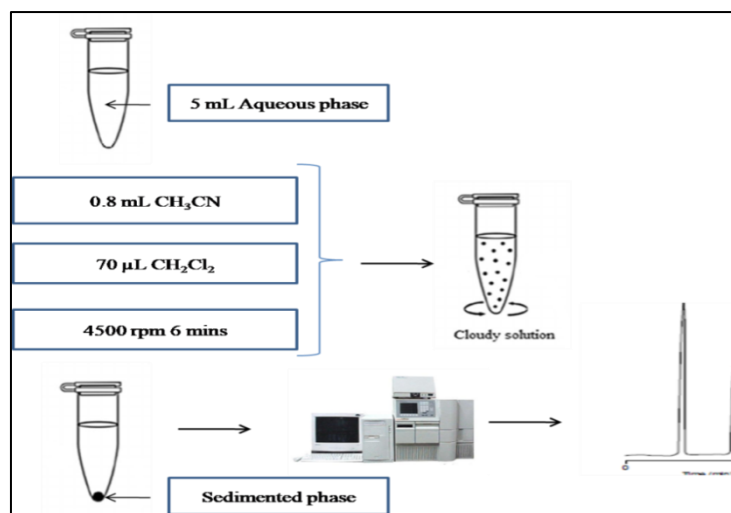 5 mL Aqueous phase
0.8 mL CH₃CN
70 µL CH₂Cl₂
4500 rpm 6 mins
Cloudy solution
0
Sedimented phase